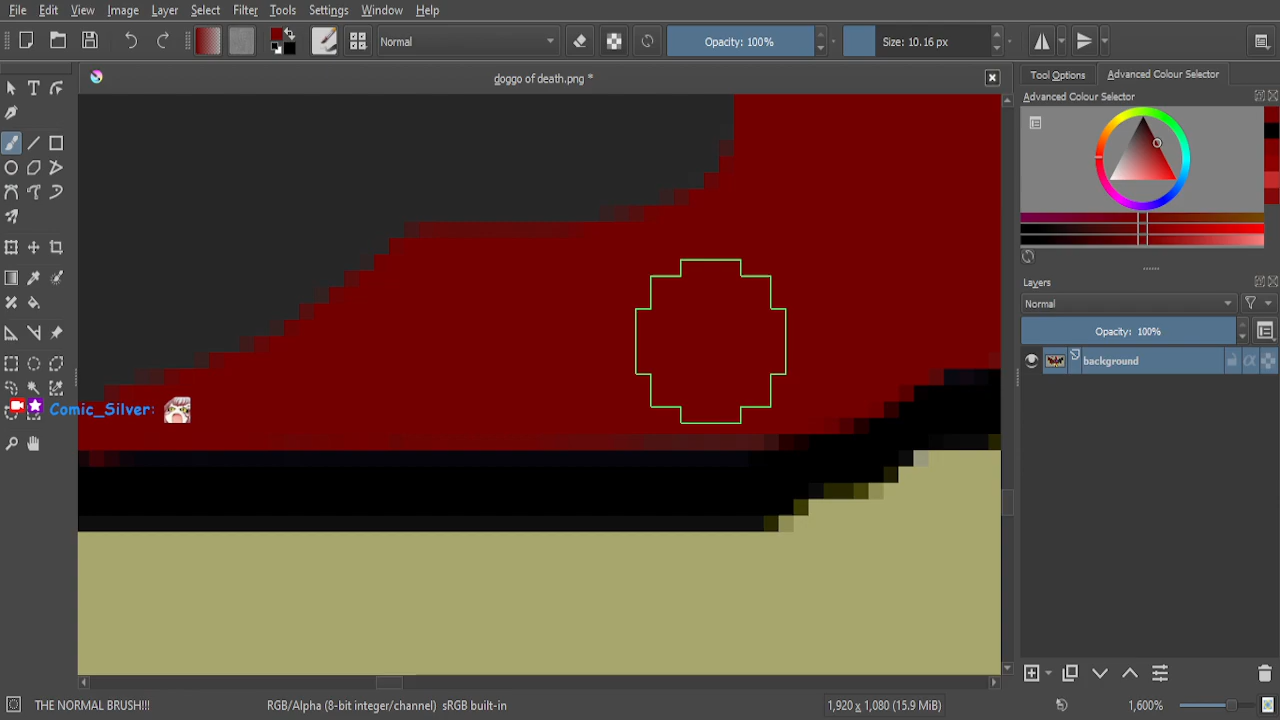 File Edit View Image Layer Select Filter Tools Settings Window Help
Normal Opacity: 100% Size: 10.16 px
doggo of death.png *
Tool Options Advanced Colour Selector
Advanced Colour Selector
Layers
Normal
Opacity: 100%
background
Comic_Silver:
THE NORMAL BRUSH!!! RGB/Alpha (8-bit integer/channel) sRGB built-in 1,920 x 1,080 (15.9 MiB) 1,600%